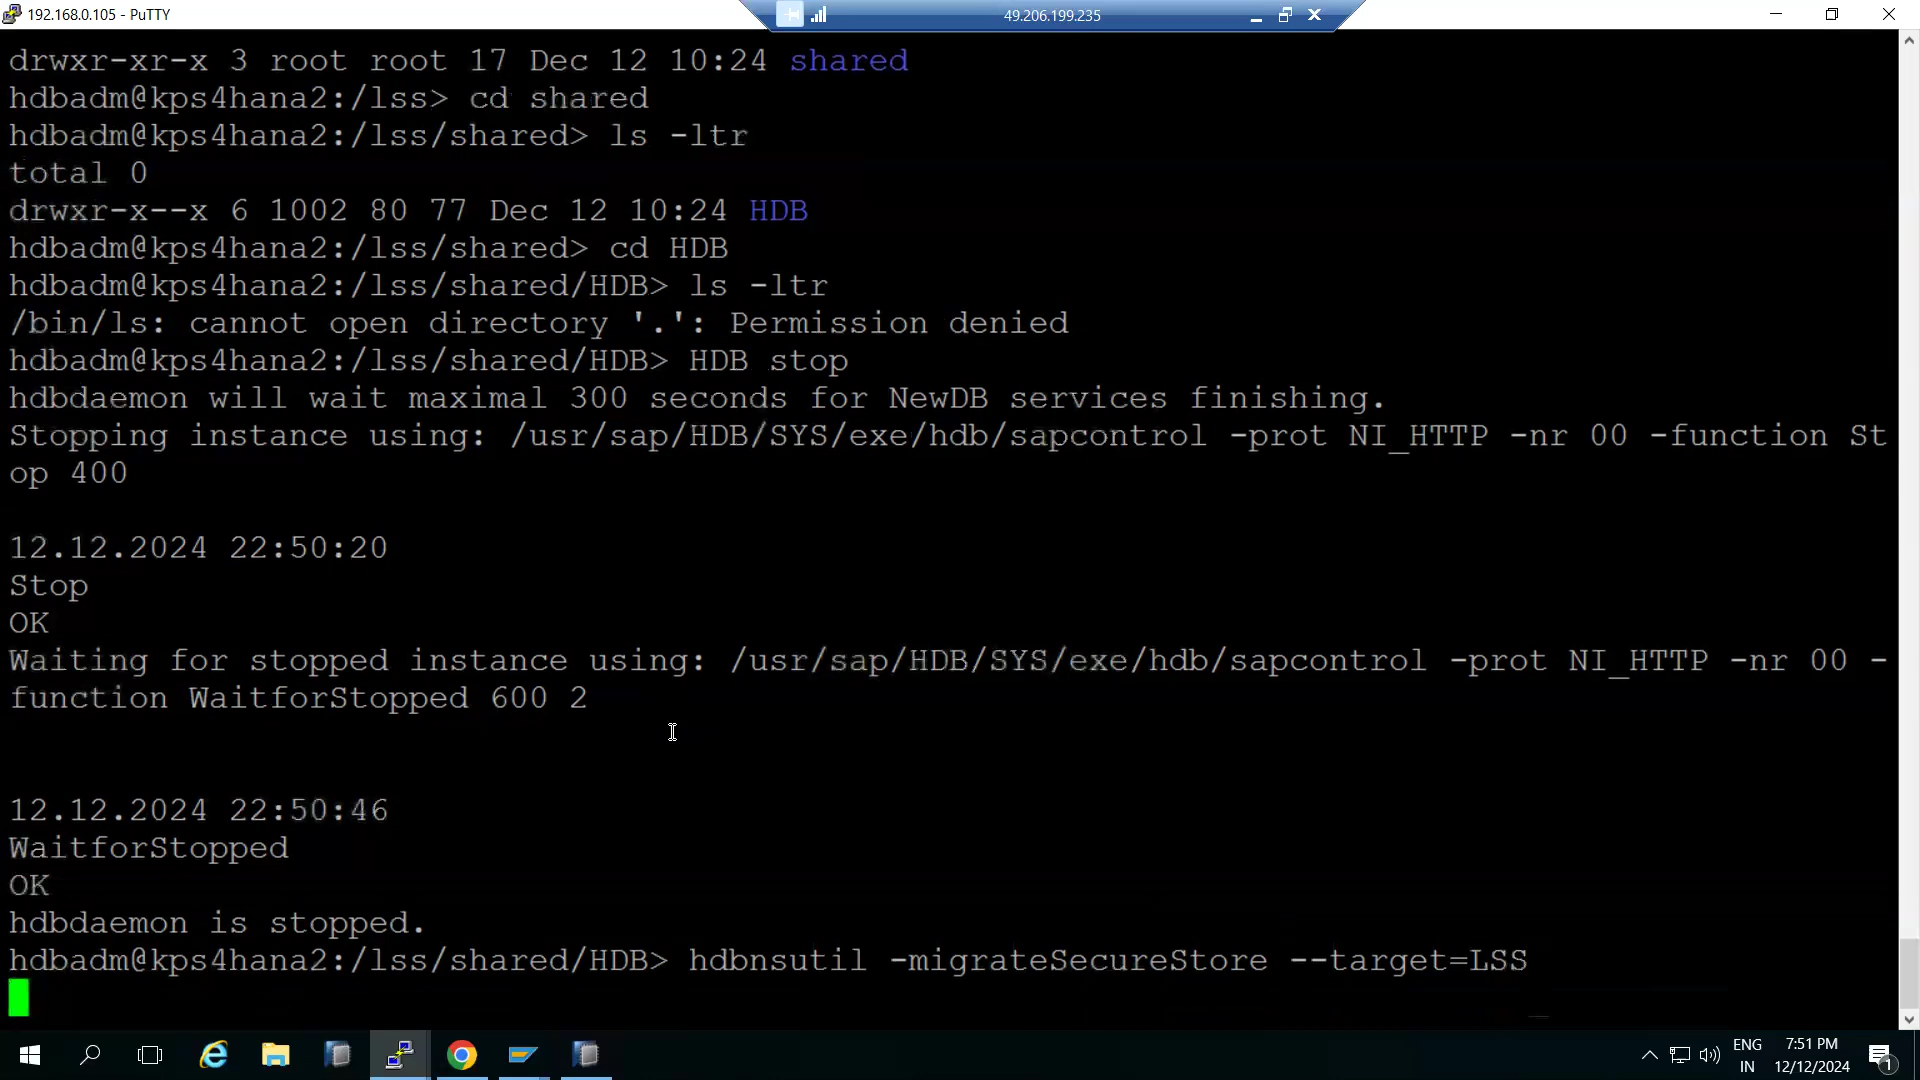 192.168.0.105 - PuTTY
49.206.199.235
drwxr-xr-x 3 root root 17 Dec 12 10:24 shared
hdbadm@kps4hana2:/lss> cd shared
hdbadm@kps4hana2:/lss/shared> ls -ltr
total 0
drwxr-x--x 6 1002 80 77 Dec 12 10:24 HDB
hdbadm@kps4hana2:/lss/shared> cd HDB
hdbadm@kps4hana2:/lss/shared/HDB> ls -ltr
/bin/ls: cannot open directory '.': Permission denied
hdbadm@kps4hana2:/lss/shared/HDB> HDB stop
hdbdaemon will wait maximal 300 seconds for NewDB services finishing.
Stopping instance using: /usr/sap/HDB/SYS/exe/hdb/sapcontrol -prot NI_HTTP -nr 00 -function St
op 400
12.12.2024 22:50:20
Stop
OK
Waiting for stopped instance using: /usr/sap/HDB/SYS/exe/hdb/sapcontrol -prot NI_HTTP -nr 00 -
function WaitforStopped 600 2
12.12.2024 22:50:46
WaitforStopped
OK
hdbdaemon is stopped.
hdbadm@kps4hana2:/lss/shared/HDB> hdbnsutil -migrateSecureStore --target=LSS
ENG
IN
7:51 PM
12/12/2024
1